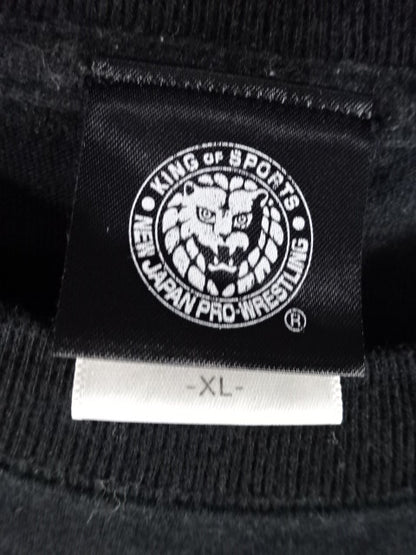 • KING OF SPORTS •
NEW JAPAN PRO-WRESTLING
®
-XL-